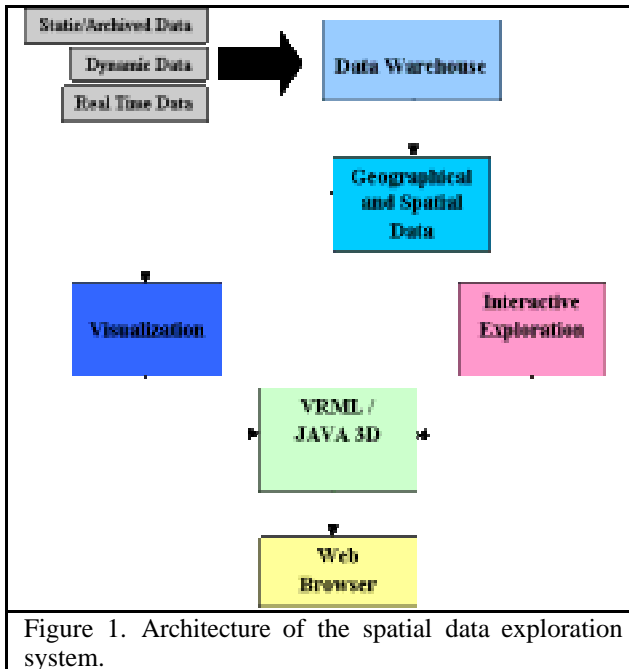 Static/Archived Data
Dynamic Data
Real Time Data
Data Warehouse
Geographical
and Spatial
Data
Visualization
Interactive
Exploration
VRML /
JAVA 3D
Web
Browser
Figure 1. Architecture of the spatial data exploration
system.